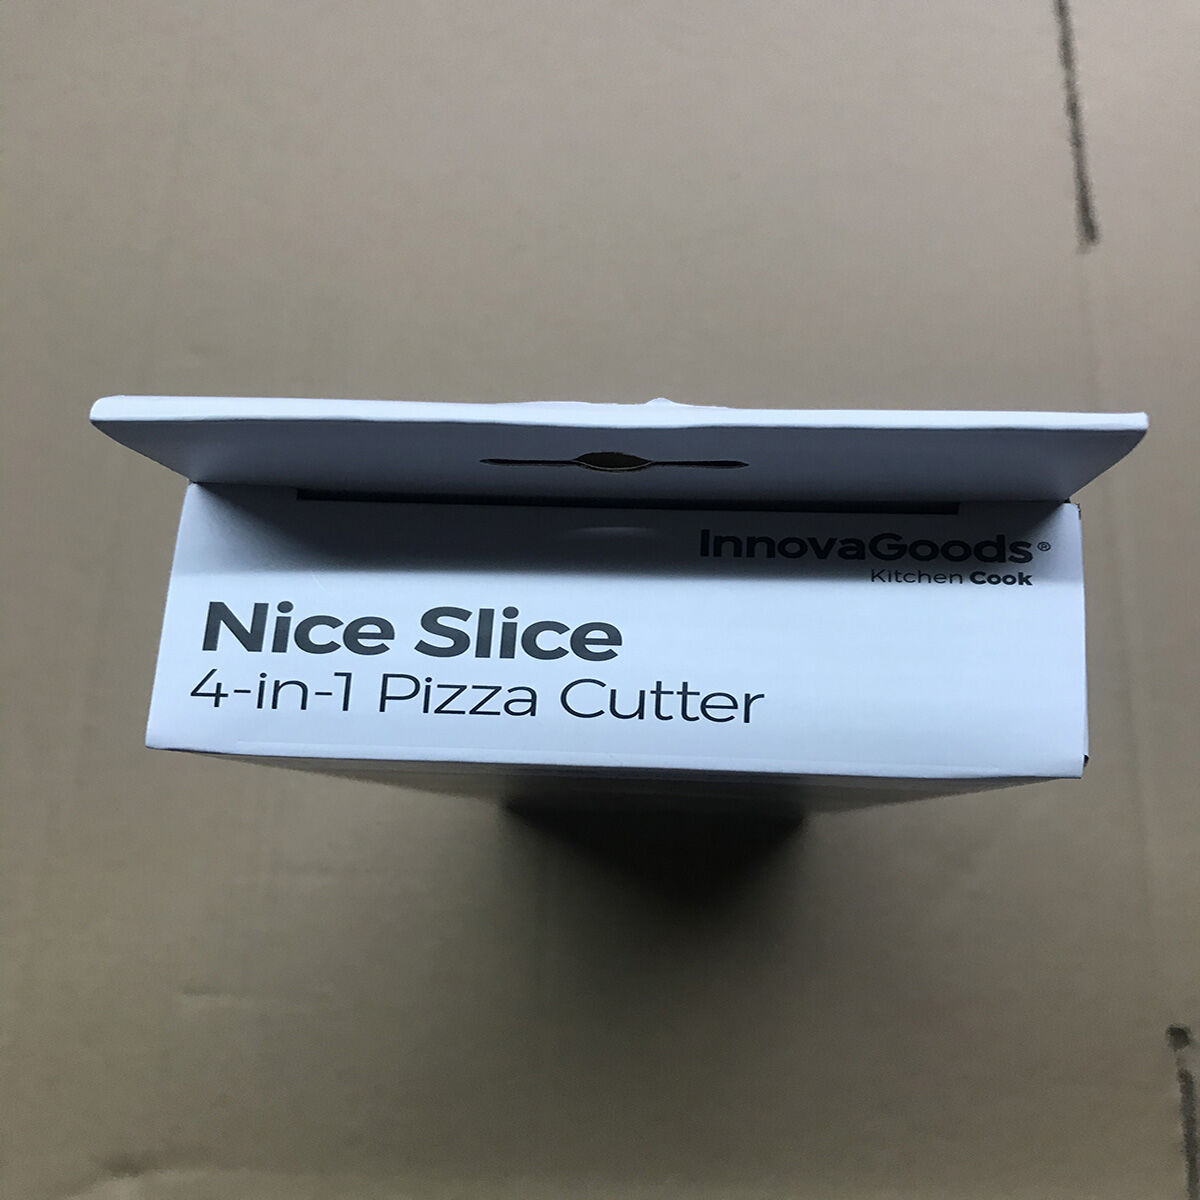 InnovaGoods®
Kitchen Cook
Nice Slice
4-in-1 Pizza Cutter